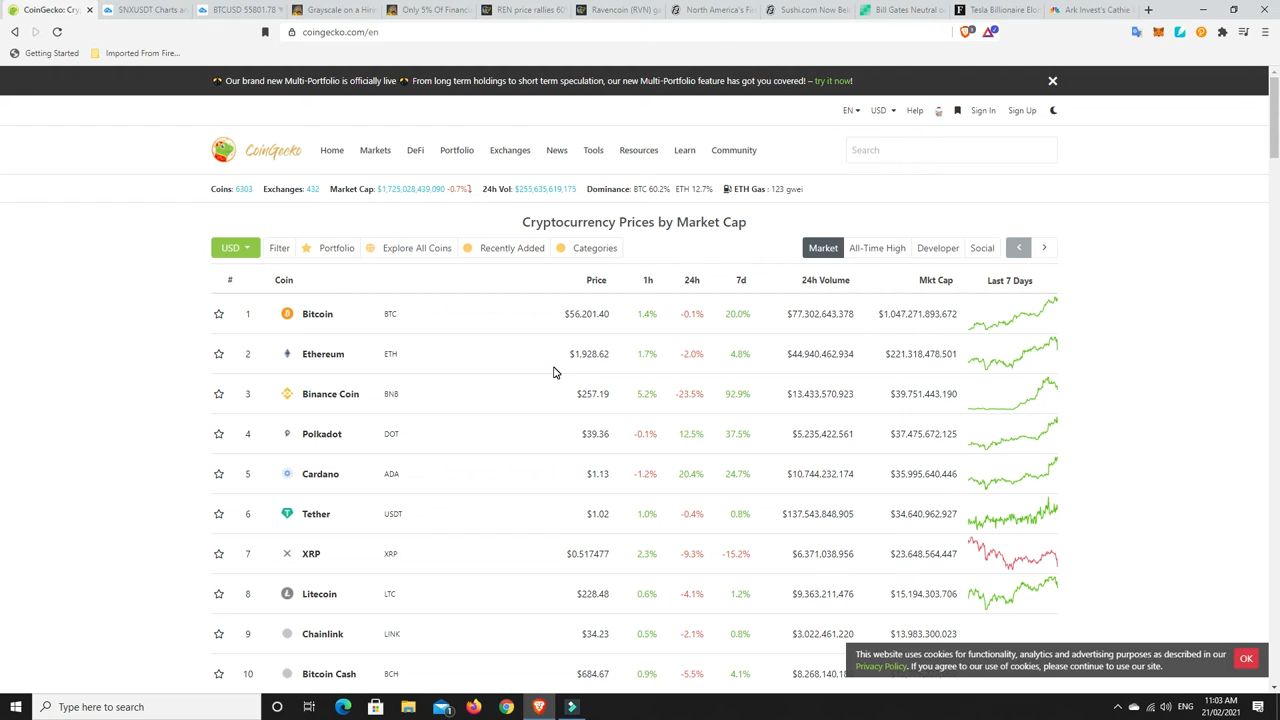 CoinGecko: Cry
SNXUSDT Charts an
BTCUSD 55801.78
Grayscale on a Hirin
Only 5% Of Financia
REN price rallies 60%
Ravencoin (RVN) ga
North America's Firs
Sushi.com Now Belo
Bill Gates Neutral o
Tesla Billionaire Elo
Ark Invest's Cathie
coingecko.com/en
Getting Started
Imported From Fire...
Our brand new Multi-Portfolio is officially live From long term holdings to short term speculation, our new Multi-Portfolio feature has got you covered! – try it now!
EN USD Help Sign In Sign Up
CoinGecko Home Markets DeFi Portfolio Exchanges News Tools Resources Learn Community Search
Coins: 6303 Exchanges: 432 Market Cap: $1,725,028,439,090 -0.7% 24h Vol: $255,635,619,175 Dominance: BTC 60.2% ETH 12.7% ETH Gas: 123 gwei
Cryptocurrency Prices by Market Cap
USD Filter Portfolio Explore All Coins Recently Added Categories Market All-Time High Developer Social
# Coin Price 1h 24h 7d 24h Volume Mkt Cap Last 7 Days
1 Bitcoin BTC $56,201.40 1.4% -0.1% 20.0% $77,302,643,378 $1,047,271,893,672
2 Ethereum ETH $1,928.62 1.7% -2.0% 4.8% $44,940,462,934 $221,318,478,501
3 Binance Coin BNB $257.19 5.2% -23.5% 92.9% $13,433,570,923 $39,751,443,190
4 Polkadot DOT $39.36 -0.1% 12.5% 37.5% $5,235,422,561 $37,475,672,125
5 Cardano ADA $1.13 -1.2% 20.4% 24.7% $10,744,232,174 $35,995,640,446
6 Tether USDT $1.02 1.0% -0.4% 0.8% $137,543,848,905 $34,640,962,927
7 XRP XRP $0.517477 2.3% -9.3% -15.2% $6,371,038,956 $23,648,564,447
8 Litecoin LTC $228.48 0.6% -4.1% 1.2% $9,363,211,476 $15,194,303,706
9 Chainlink LINK $34.23 0.5% -2.1% 0.8% $3,022,461,220 $13,983,300,023
10 Bitcoin Cash BCH $684.67 0.9% -5.5% 4.1%
This website uses cookies for functionality, analytics and advertising purposes as described in our
Privacy Policy. If you agree to our use of cookies, please continue to use our site.
OK
Type here to search
ENG
11:03 AM
21/02/2021